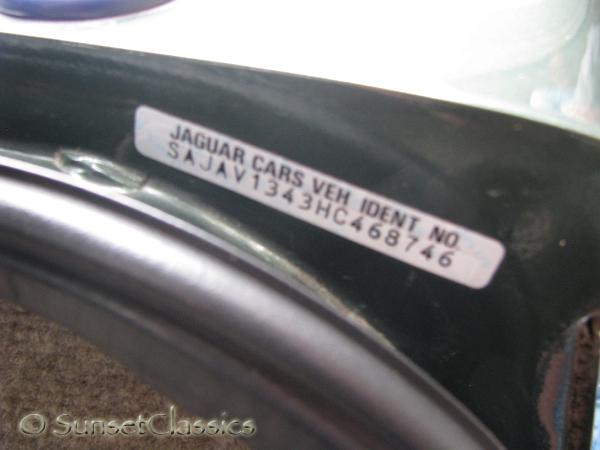 JAGUAR CARS VEH IDENT. NO.
SAJAV1343HC468746
© SunsetClassics